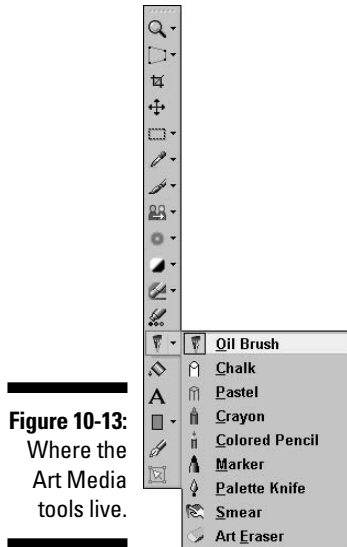 Oil Brush
Chalk
Pastel
Crayon
Colored Pencil
Marker
Palette Knife
Smear
Art Eraser
A
Figure 10-13:
Where the
Art Media
tools live.